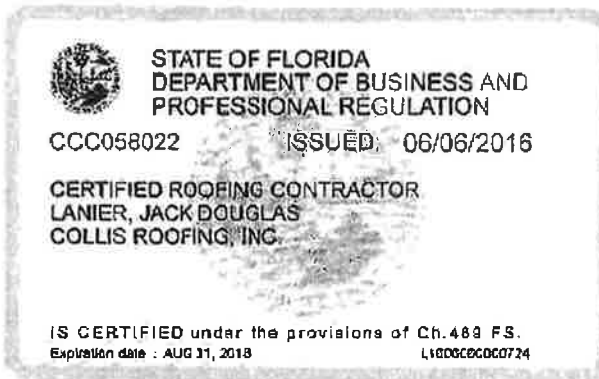 STATE OF FLORIDA
DEPARTMENT OF BUSINESS AND
PROFESSIONAL REGULATION
CCC058022 ISSUED: 06/06/2016
CERTIFIED ROOFING CONTRACTOR
LANIER, JACK DOUGLAS
COLLIS ROOFING, INC.
IS CERTIFIED under the provisions of Ch.489 FS.
Expiration date : AUG 31, 2018